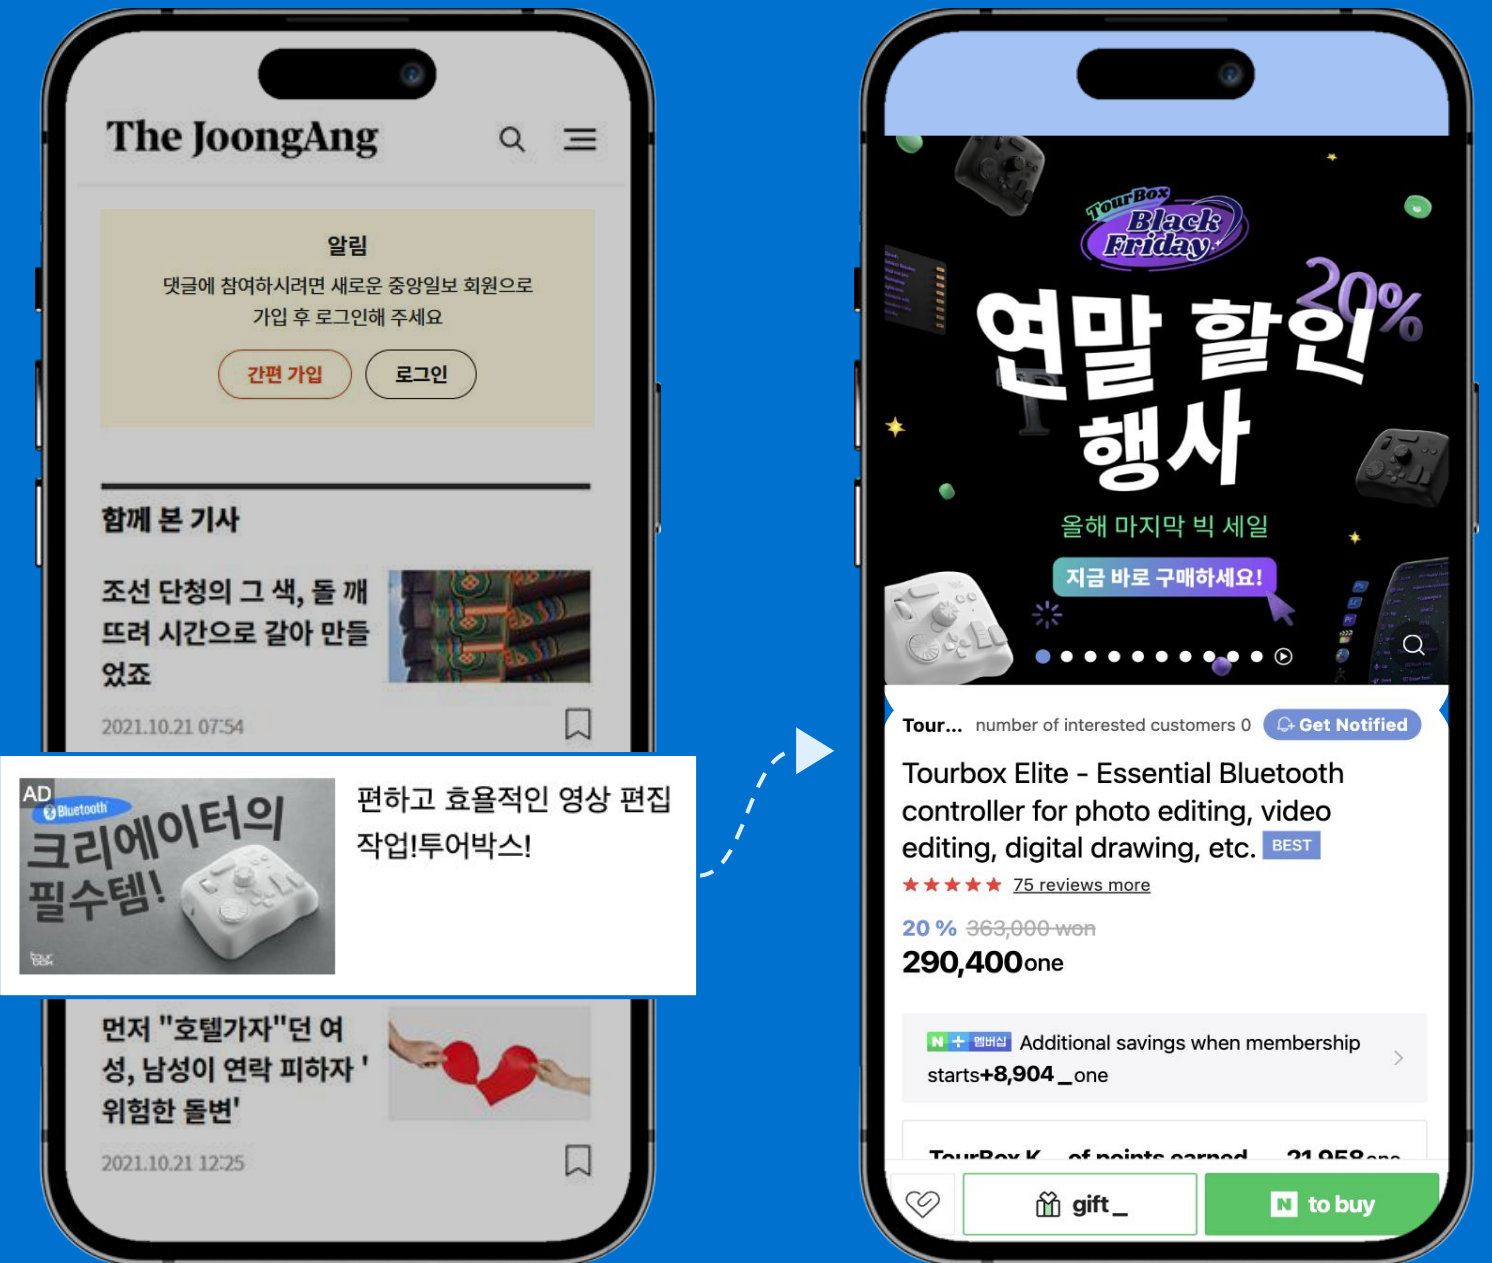 The JoongAng
알림
댓글에 참여하시려면 새로운 중앙일보 회원으로
가입 후 로그인해 주세요
간편 가입
로그인
함께 본 기사
조선 단청의 그 색, 돌 깨
뜨려 시간으로 갈아 만들
었죠
2021.10.21 07:54
AD
Bluetooth
크리에이터의
필수템!
tour
box
편하고 효율적인 영상 편집
작업!투어박스!
먼저 "호텔가자"던 여
성, 남성이 연락 피하자 '
위험한 돌변'
2021.10.21 12:25
TourBox
Black
Friday
20%
연말 할인
행사
올해 마지막 빅 세일
지금 바로 구매하세요!
Tour... number of interested customers 0 Get Notified
Tourbox Elite - Essential Bluetooth
controller for photo editing, video
editing, digital drawing, etc. BEST
75 reviews more
20 % 363,000 won
290,400one
N + 멤버십 Additional savings when membership
starts+8,904 _one
TourBox K... of points earned 21,958one
gift _
N to buy